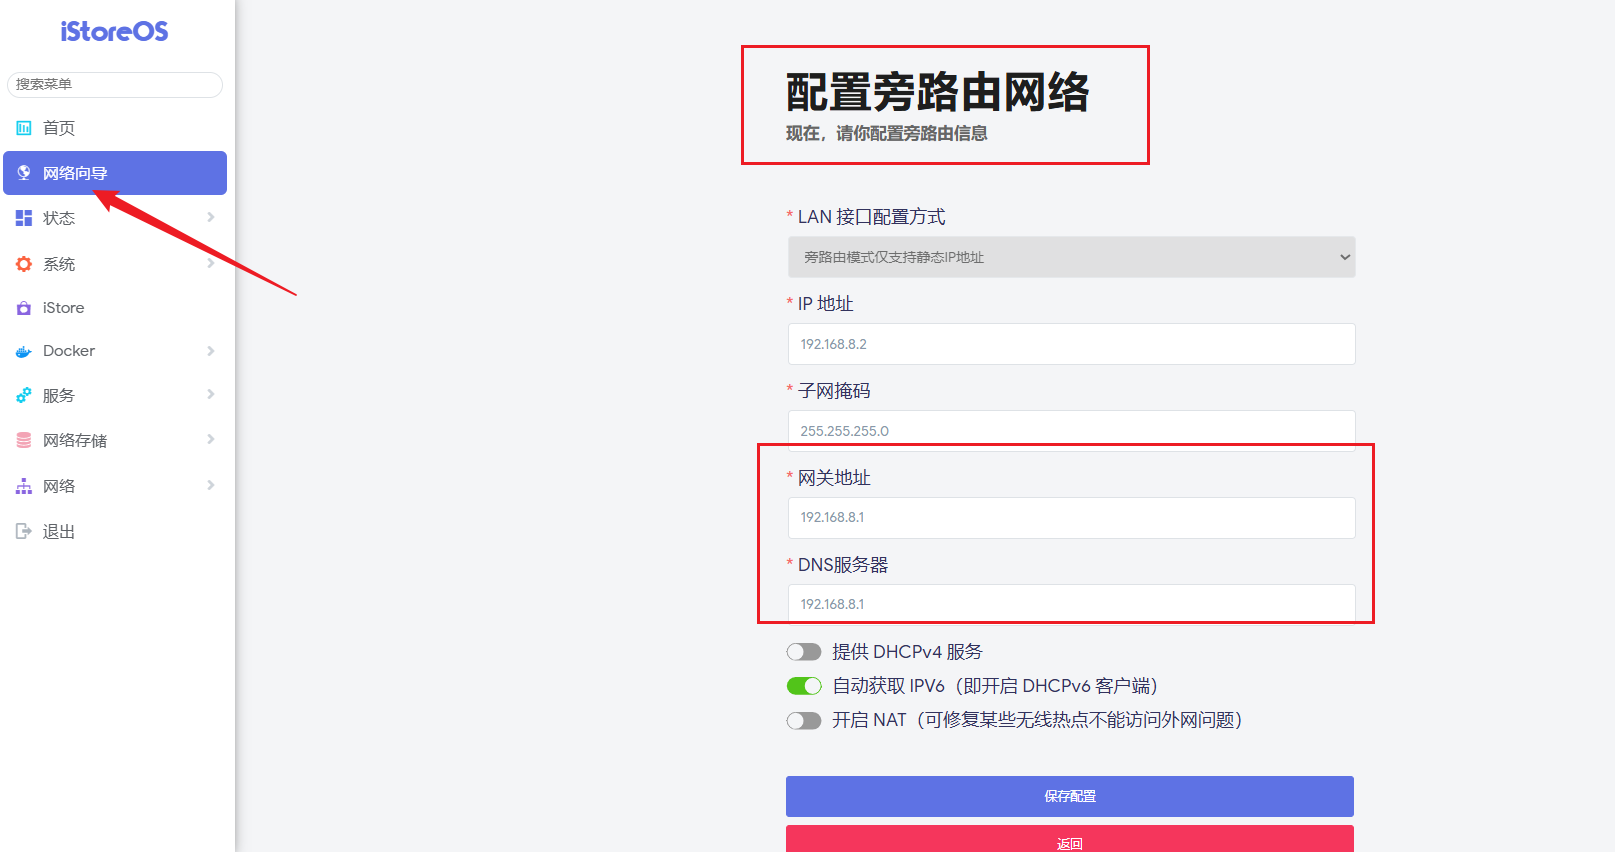 iStoreOS
搜索菜单
首页
网络向导
状态
系统
iStore
Docker
服务
网络存储
网络
退出
配置旁路由网络
现在，请你配置旁路由信息
* LAN 接口配置方式
旁路由模式仅支持静态IP地址
* IP 地址
192.168.8.2
* 子网掩码
255.255.255.0
* 网关地址
192.168.8.1
* DNS服务器
192.168.8.1
提供 DHCPv4 服务
自动获取 IPV6（即开启 DHCPv6 客户端）
开启 NAT（可修复某些无线热点不能访问外网问题）
保存配置
返回